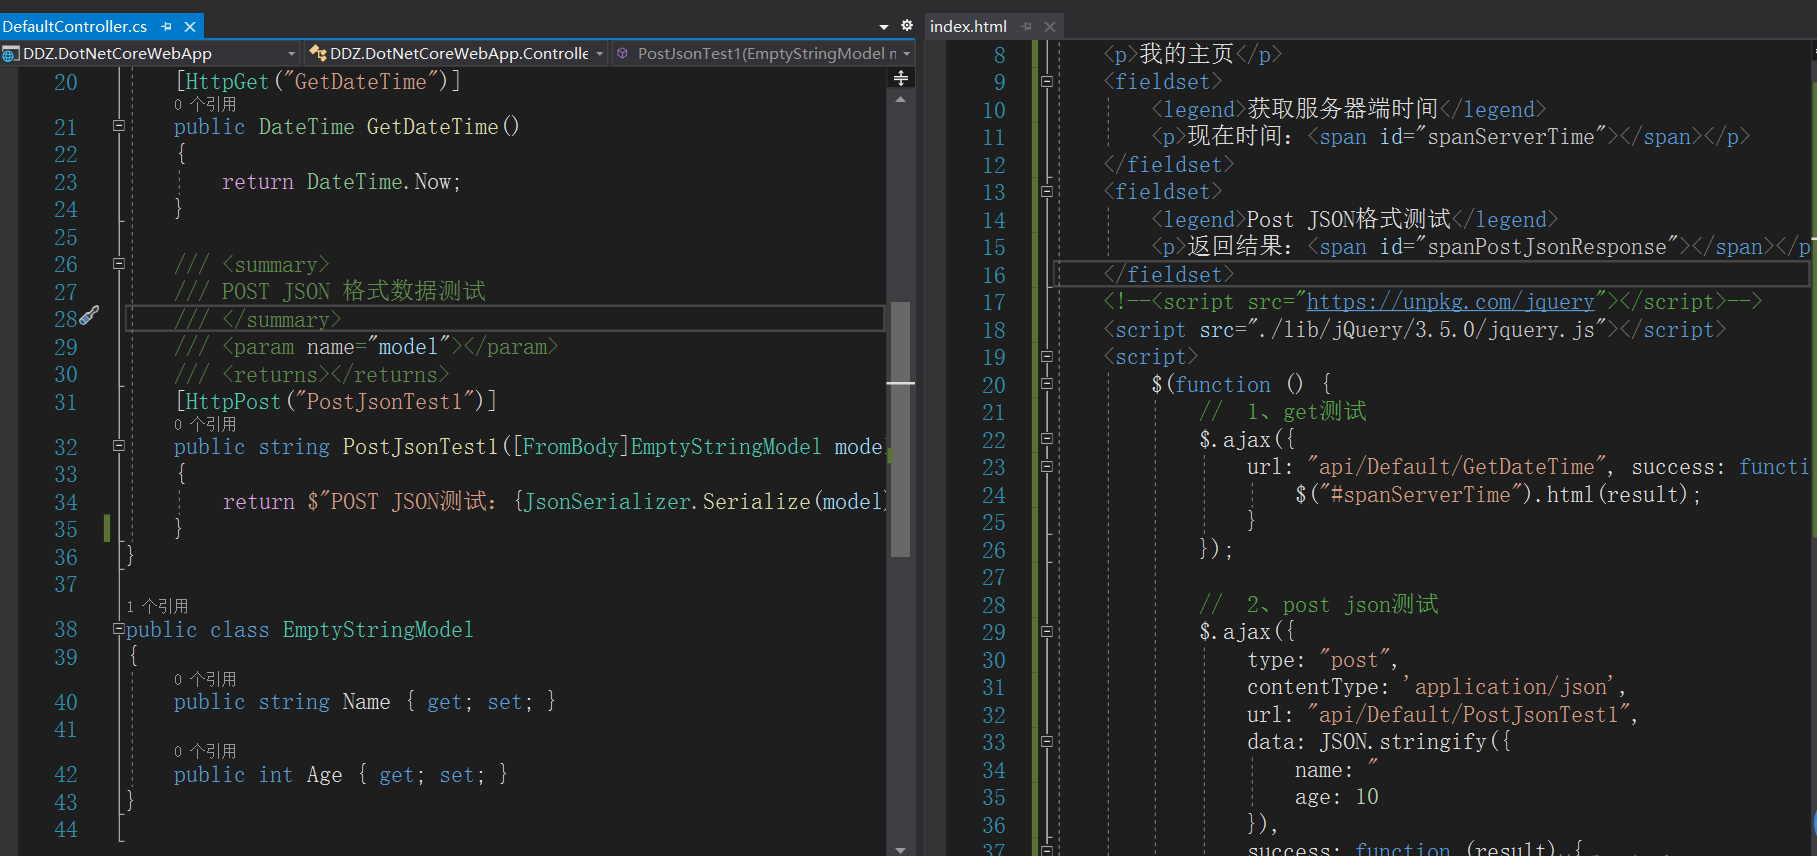 DefaultController.cs
DDZ.DotNetCoreWebApp
DDZ.DotNetCoreWebApp.Controlle
PostJsonTest1(EmptyStringModel n
20 [HttpGet("GetDateTime")]
0 个引用
21 public DateTime GetDateTime()
22 {
23 return DateTime.Now;
24 }
25
26 /// <summary>
27 /// POST JSON 格式数据测试
28 /// </summary>
29 /// <param name="model"></param>
30 /// <returns></returns>
31 [HttpPost("PostJsonTest1")]
0 个引用
32 public string PostJsonTest1([FromBody]EmptyStringModel mode
33 {
34 return $"POST JSON测试: {JsonSerializer.Serialize(model)
35 }
36 }
37
1 个引用
38 public class EmptyStringModel
39 {
0 个引用
40 public string Name { get; set; }
41
0 个引用
42 public int Age { get; set; }
43 }
44
index.html
8 <p>我的主页</p>
9 <fieldset>
10 <legend>获取服务器端时间</legend>
11 <p>现在时间: <span id="spanServerTime"></span></p>
12 </fieldset>
13 <fieldset>
14 <legend>Post JSON格式测试</legend>
15 <p>返回结果: <span id="spanPostJsonResponse"></span></p
16 </fieldset>
17 <!--<script src="https://unpkg.com/jquery"></script>-->
18 <script src="./lib/jQuery/3.5.0/jquery.js"></script>
19 <script>
20 $(function () {
21 // 1、get测试
22 $.ajax({
23 url: "api/Default/GetDateTime", success: functi
24 $("#spanServerTime").html(result);
25 }
26 });
27
28 // 2、post json测试
29 $.ajax({
30 type: "post",
31 contentType: 'application/json',
32 url: "api/Default/PostJsonTest1",
33 data: JSON.stringify({
34 name: "
35 age: 10
36 }),
37 success: function (result) {